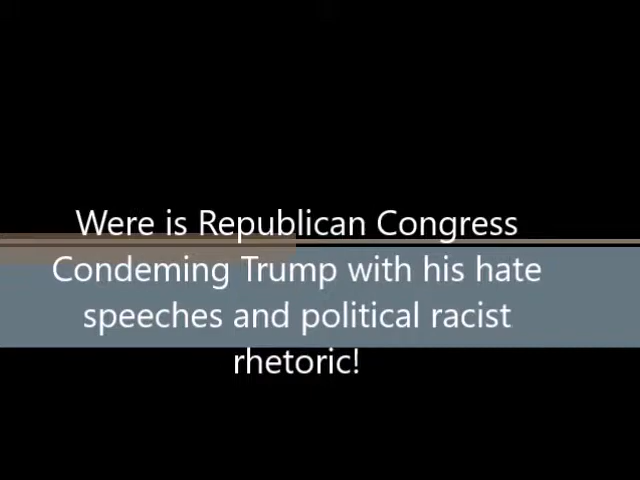 Were is Republican Congress
Condeming Trump with his hate
speeches and political racist
rhetoric!